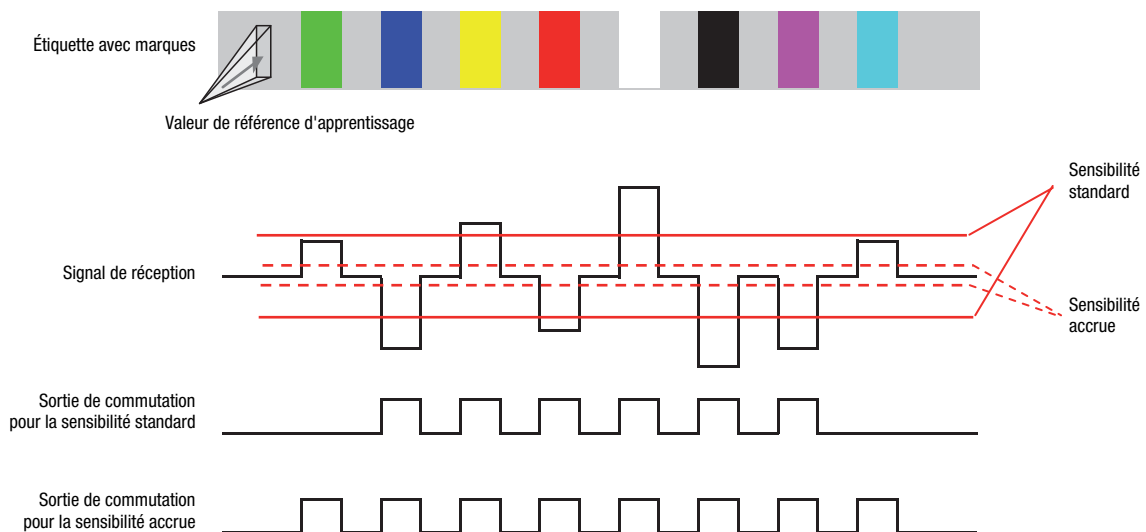 Étiquette avec marques
Valeur de référence d'apprentissage
Sensibilité
standard
Signal de réception
Sensibilité
accrue
Sortie de commutation
pour la sensibilité standard
Sortie de commutation
pour la sensibilité accrue